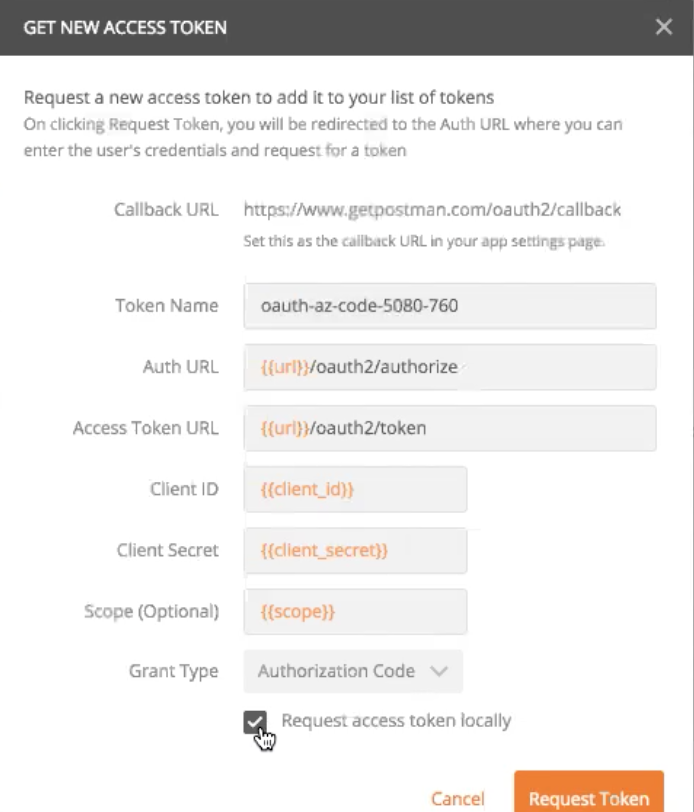 GET NEW ACCESS TOKEN
Request a new access token to add it to your list of tokens
On clicking Request Token, you will be redirected to the Auth URL where you can
enter the user's credentials and request for a token
Callback URL https://www.getpostman.com/oauth2/callback
Set this as the callback URL in your app settings page.
Token Name oauth-az-code-5080-760
Auth URL {{url}}/oauth2/authorize
Access Token URL {{url}}/oauth2/token
Client ID {{client_id}}
Client Secret {{client_secret}}
Scope (Optional) {{scope}}
Grant Type Authorization Code
Request access token locally
Cancel Request Token